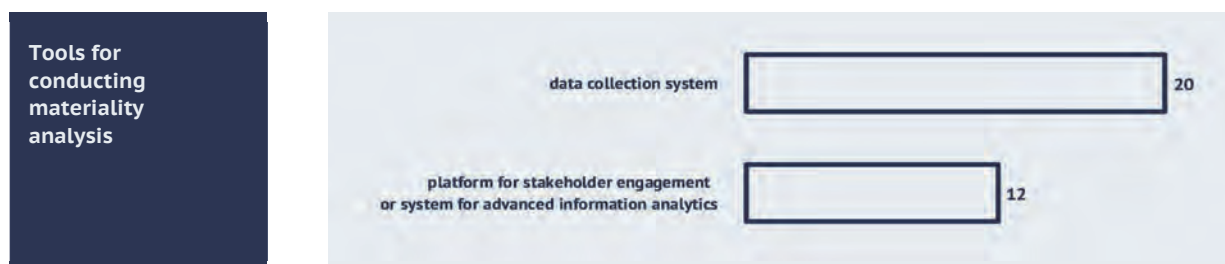 Tools for
conducting
materiality
analysis
data collection system
20
platform for stakeholder engagement
or system for advanced information analytics
12